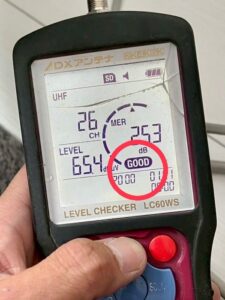 DXアンテナ
SD
UHF
26
CH
MER
25.3
dB
LEVEL
65.4
GOOD
LEVEL CHECKER LC60WS